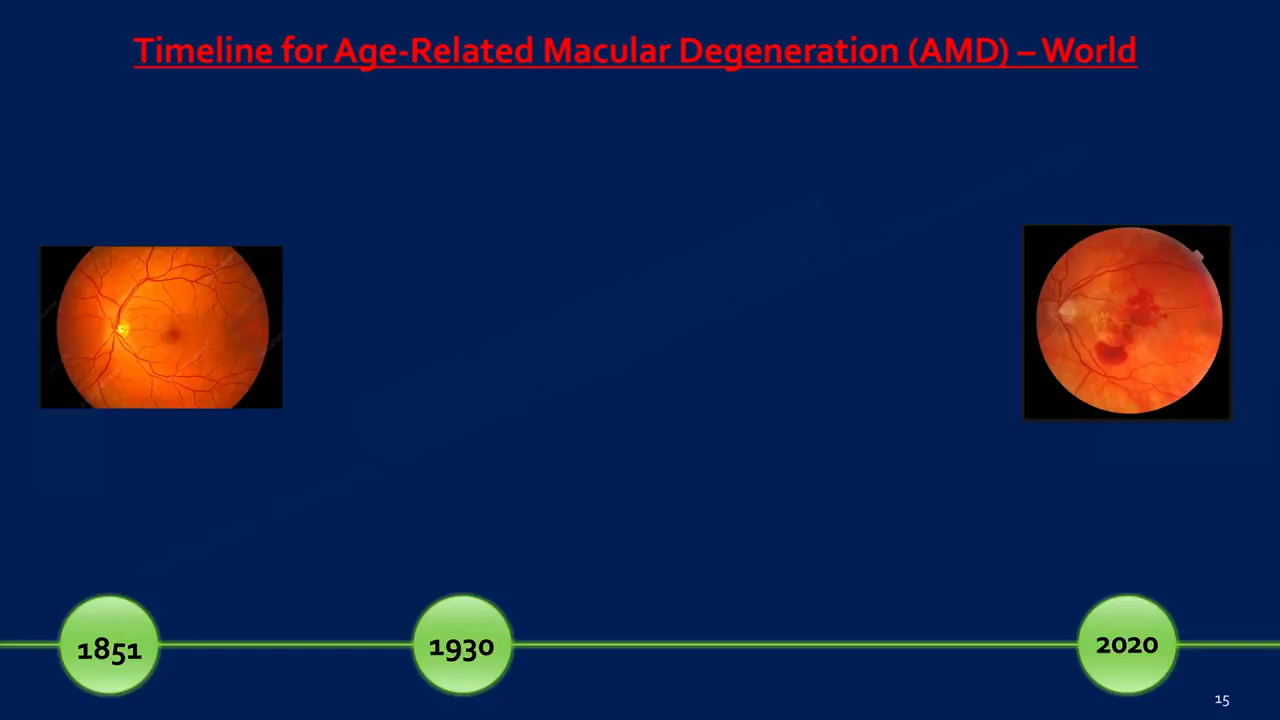 Timeline for Age-Related Macular Degeneration (AMD) – World
1851
1930
2020
15